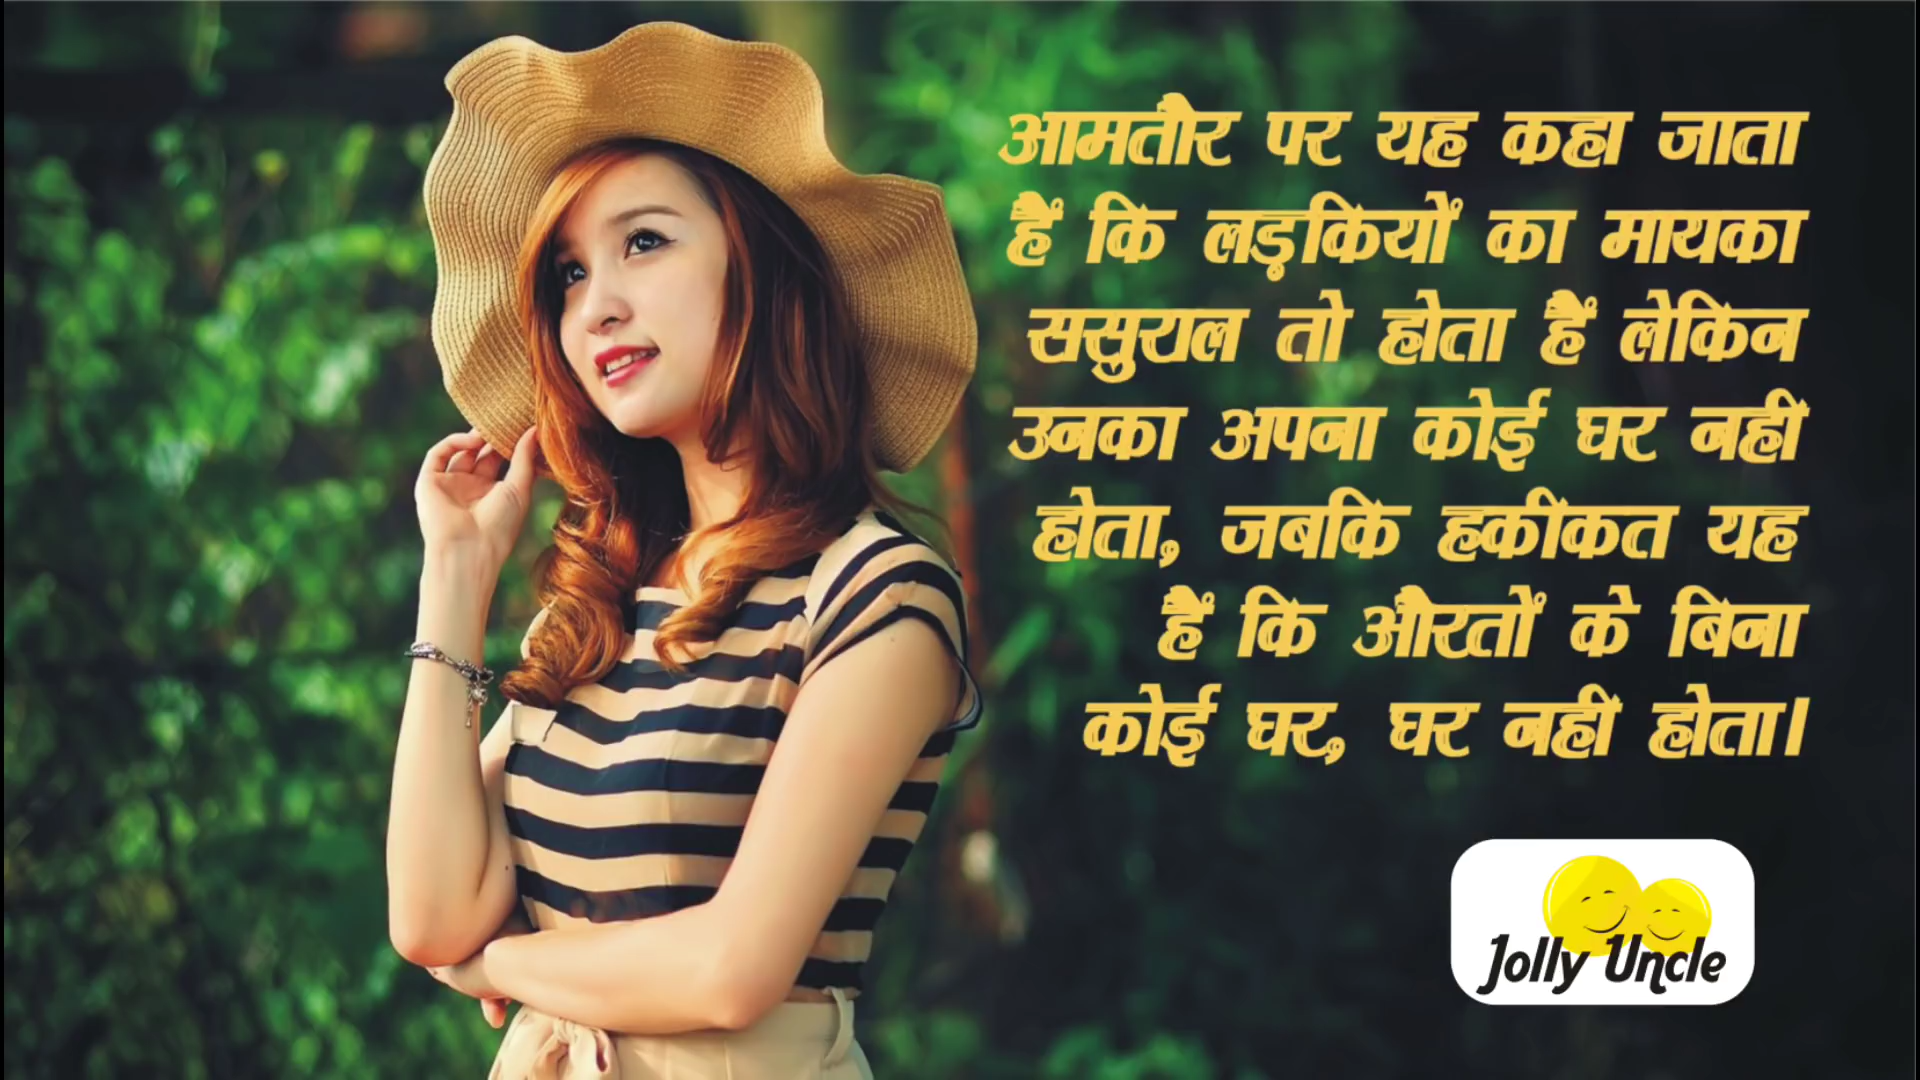 आमतौर पर यह कहा जाता
हैं कि लड़कियों का मायका
ससुराल तो होता हैं लेकिन
उनका अपना कोई घर नहीं
होता, जबकि हकीकत यह
हैं कि औरतों के बिना
कोई घर, घर नहीं होता।
Jolly Uncle